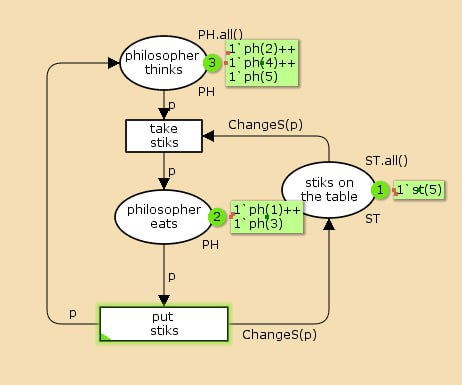 PH.all()
philosopher
thinks
3
1`ph(2)++
1`ph(4)++
1`ph(5)
PH
p
take
stiks
ChangeS(p)
p
ST.all()
stiks on
the table
1
1`st(5)
ST
philosopher
eats
2
1`ph(1)++
1`ph(3)
PH
p
p
put
stiks
ChangeS(p)